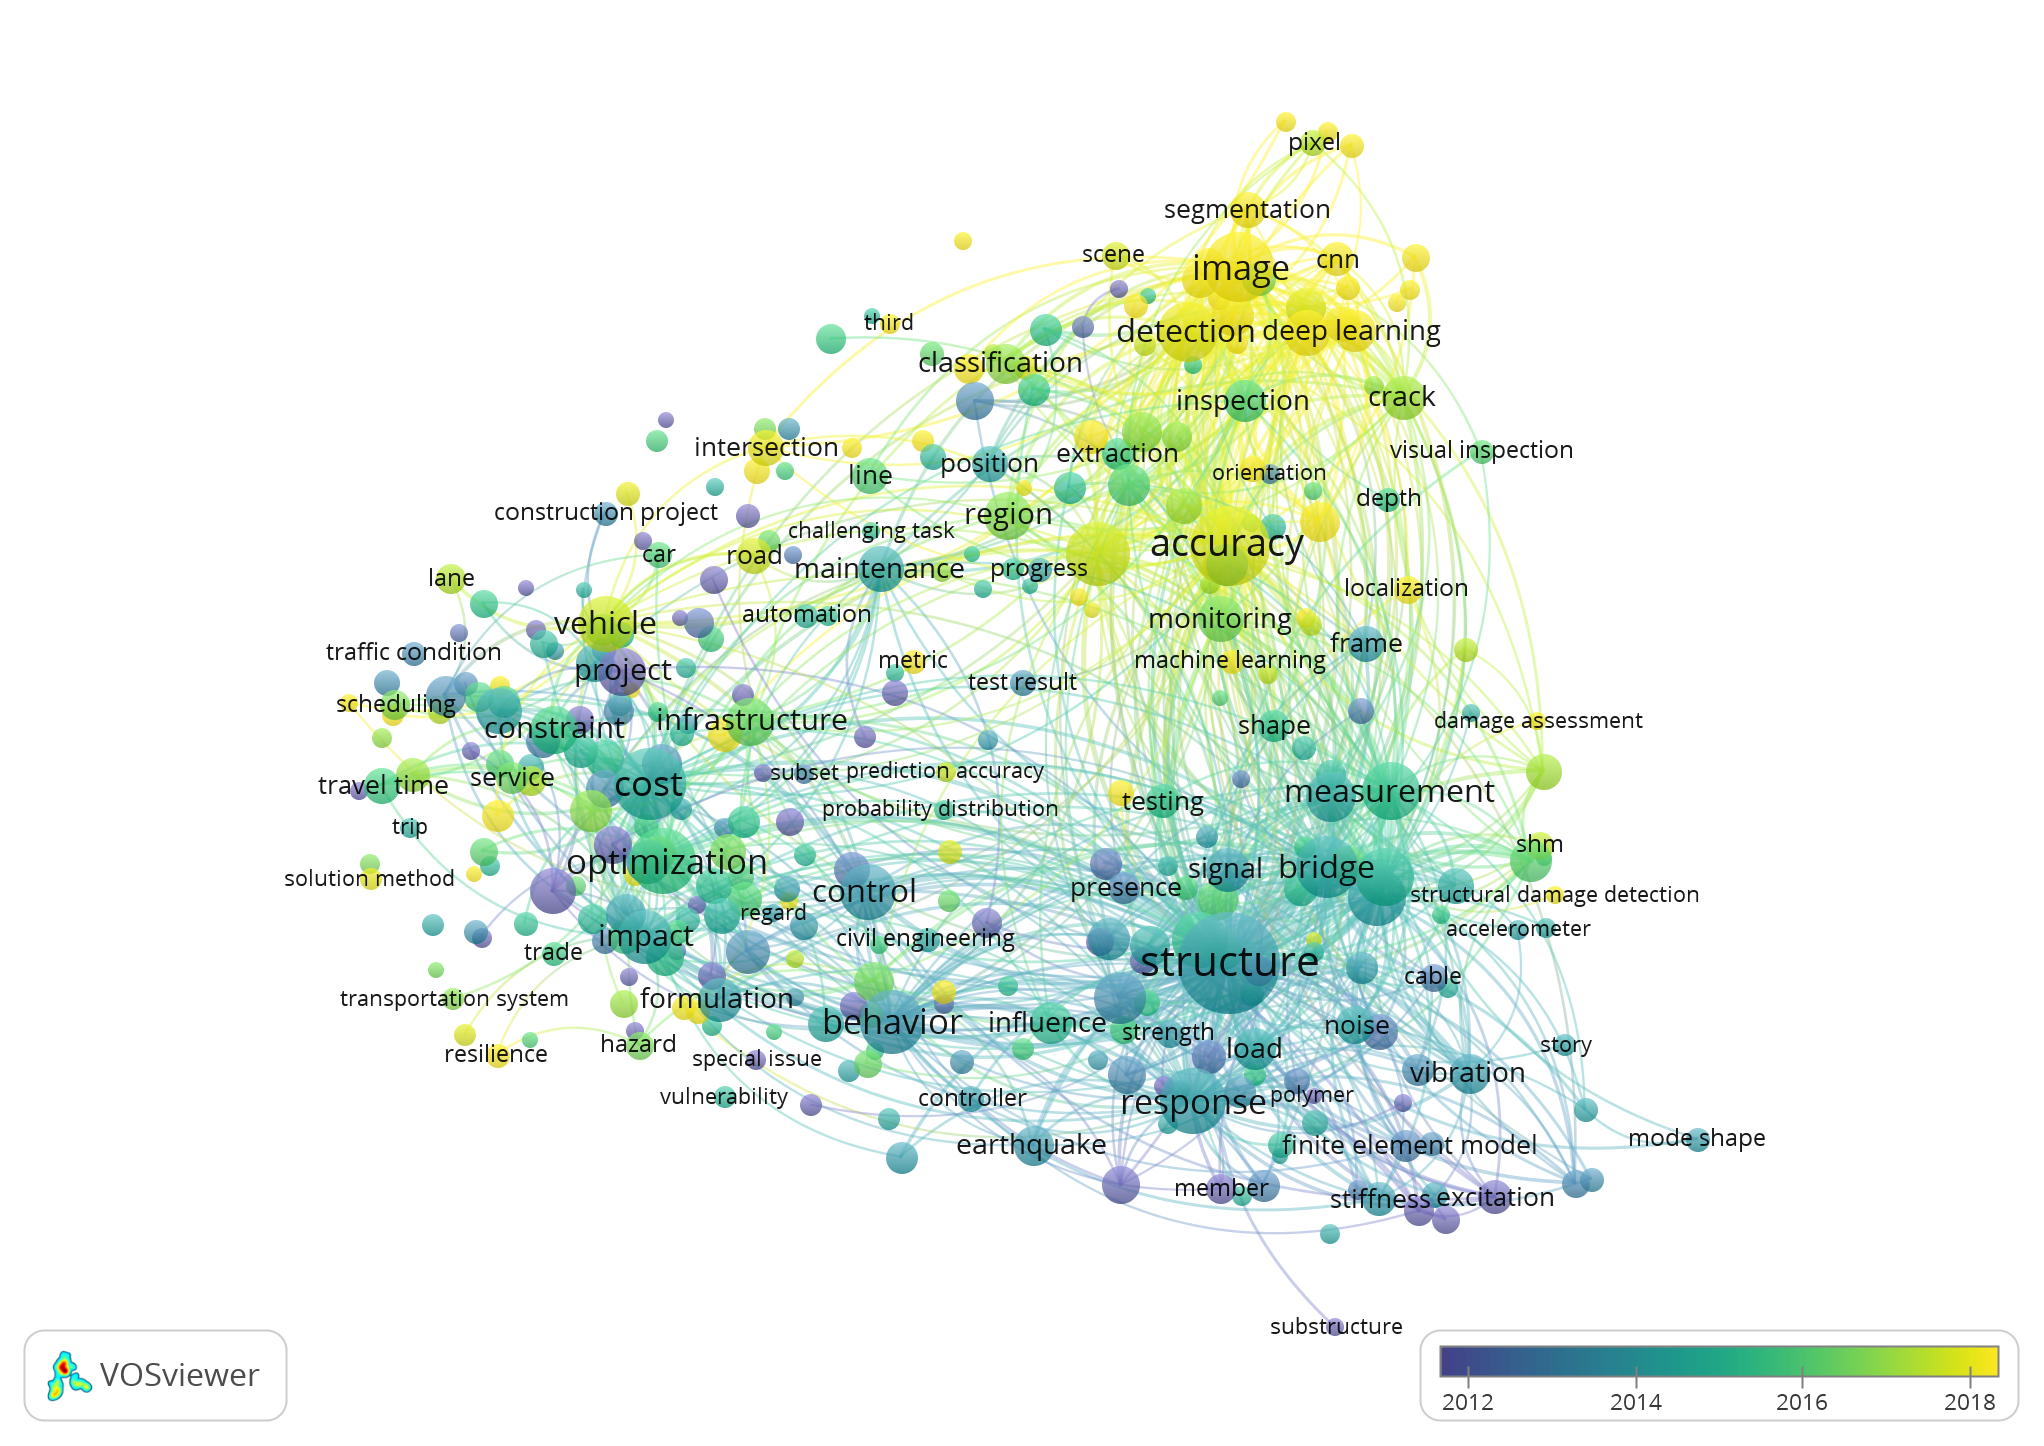 pixel
segmentation
scene
image
cnn
third
detection
deep learning
classification
inspection
crack
intersection
line
position
extraction
visual inspection
orientation
construction project
region
depth
challenging task
car
road
accuracy
maintenance
progress
lane
localization
vehicle
automation
monitoring
traffic condition
frame
project
metric
machine learning
test result
scheduling
constraint
infrastructure
shape
damage assessment
travel time
service
cost
subset
prediction accuracy
measurement
probability distribution
testing
trip
shm
solution method
optimization
control
presence
signal
bridge
structural damage detection
regard
impact
civil engineering
accelerometer
trade
structure
cable
transportation system
formulation
behavior
influence
strength
noise
resilience
hazard
special issue
load
story
vibration
vulnerability
controller
response
polymer
earthquake
finite element model
mode shape
member
stiffness
excitation
substructure
VOSviewer
2012
2014
2016
2018